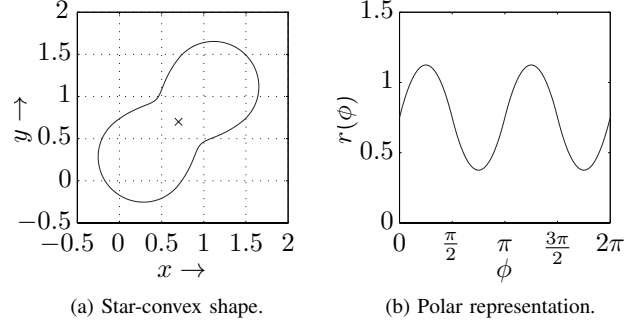 2
1.5
1
0.5
0
−0.5
−0.5 0 0.5 1 1.5 2
y →
x →
(a) Star-convex shape.
1.5
1
0.5
0
0 π/2 π 3π/2 2π
r(ϕ)
ϕ
(b) Polar representation.